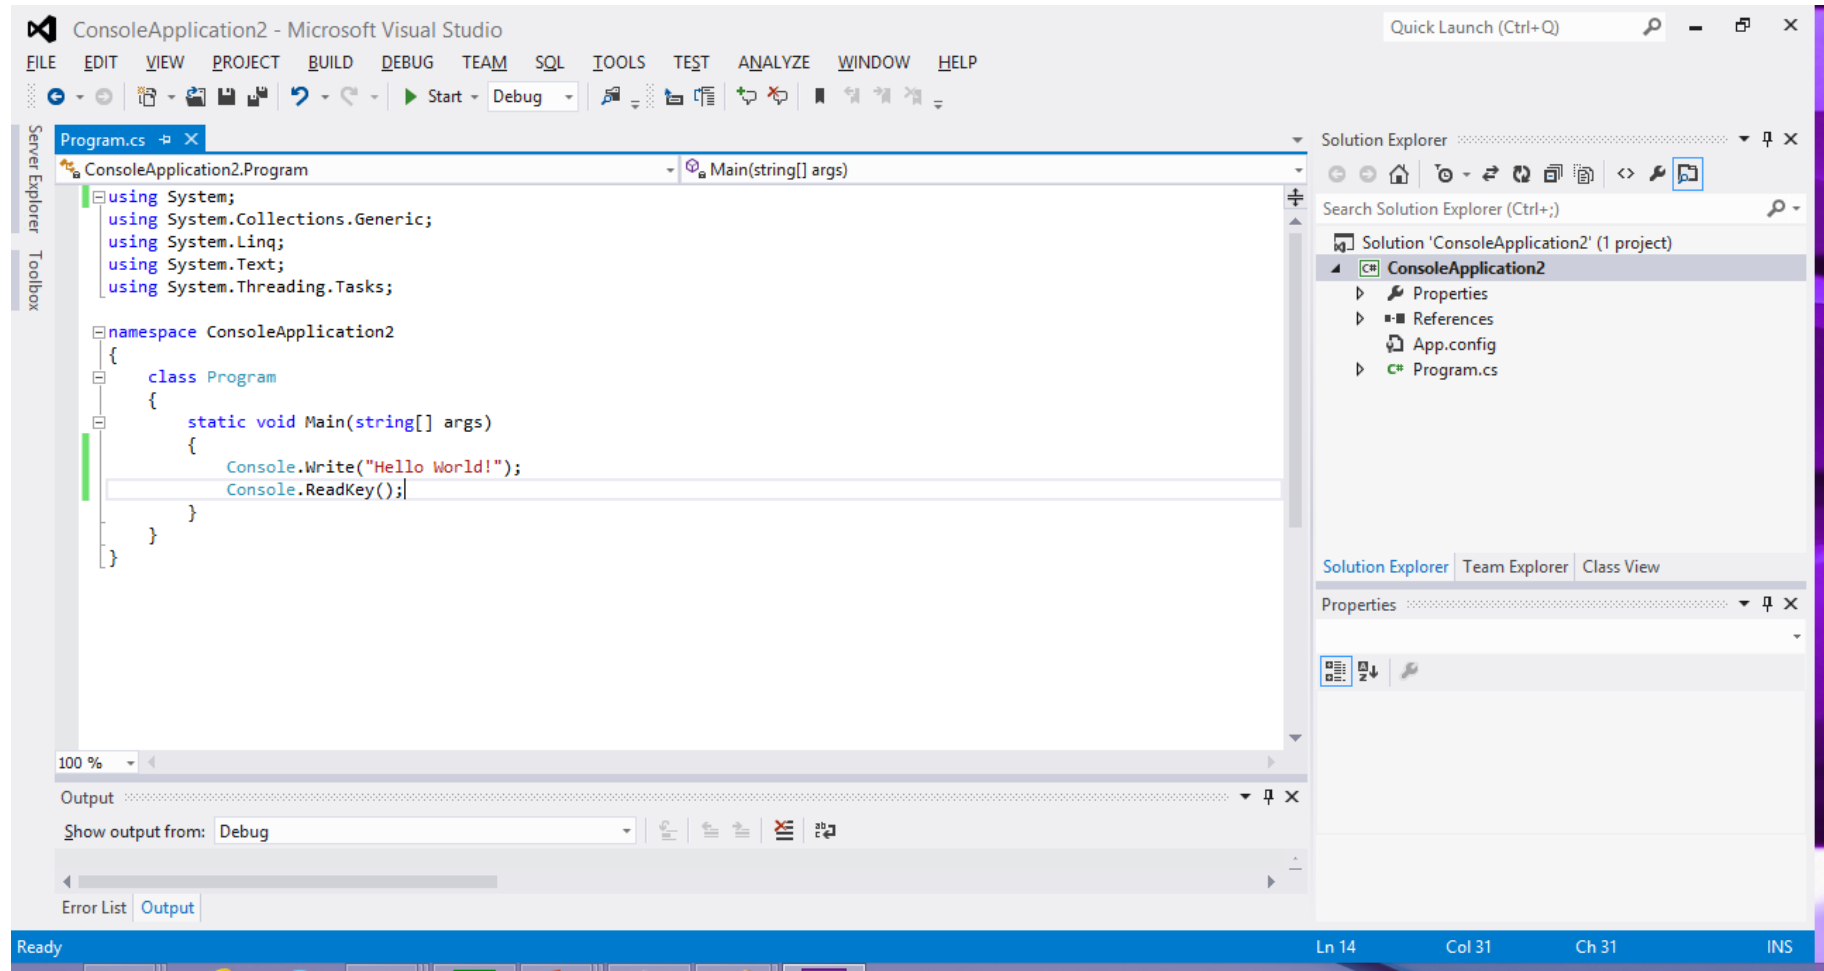 ConsoleApplication2 - Microsoft Visual Studio
Quick Launch (Ctrl+Q)
FILE EDIT VIEW PROJECT BUILD DEBUG TEAM SQL TOOLS TEST ANALYZE WINDOW HELP
Start Debug
Server Explorer
Toolbox
Program.cs
ConsoleApplication2.Program
Main(string[] args)
using System;
using System.Collections.Generic;
using System.Linq;
using System.Text;
using System.Threading.Tasks;
namespace ConsoleApplication2
{
class Program
{
static void Main(string[] args)
{
Console.Write("Hello World!");
Console.ReadKey();
}
}
}
100 %
Output
Show output from: Debug
Error List Output
Solution Explorer
Search Solution Explorer (Ctrl+;)
Solution 'ConsoleApplication2' (1 project)
C# ConsoleApplication2
Properties
References
App.config
C# Program.cs
Solution Explorer Team Explorer Class View
Properties
Ready
Ln 14 Col 31 Ch 31 INS